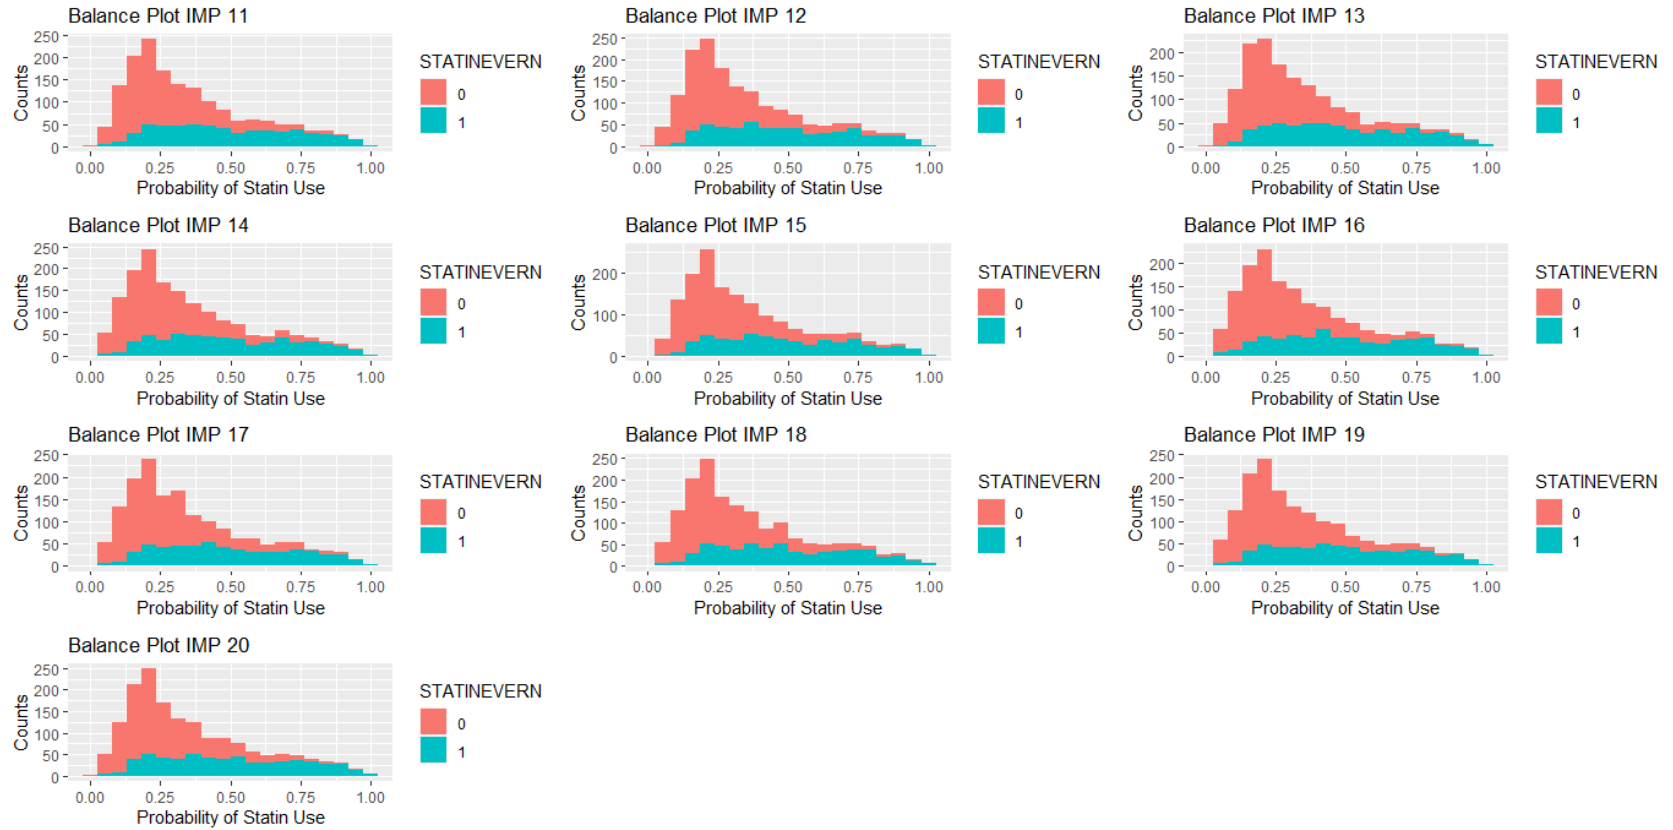 Balance Plot IMP 11
250
200
150
100
50
0
Counts
0.00 0.25 0.50 0.75 1.00
Probability of Statin Use
STATINEVERN
0
1
Balance Plot IMP 12
250
200
150
100
50
0
Counts
0.00 0.25 0.50 0.75 1.00
Probability of Statin Use
STATINEVERN
0
1
Balance Plot IMP 13
200
150
100
50
0
Counts
0.00 0.25 0.50 0.75 1.00
Probability of Statin Use
STATINEVERN
0
1
Balance Plot IMP 14
250
200
150
100
50
0
Counts
0.00 0.25 0.50 0.75 1.00
Probability of Statin Use
STATINEVERN
0
1
Balance Plot IMP 15
200
100
0
Counts
0.00 0.25 0.50 0.75 1.00
Probability of Statin Use
STATINEVERN
0
1
Balance Plot IMP 16
200
150
100
50
0
Counts
0.00 0.25 0.50 0.75 1.00
Probability of Statin Use
STATINEVERN
0
1
Balance Plot IMP 17
250
200
150
100
50
0
Counts
0.00 0.25 0.50 0.75 1.00
Probability of Statin Use
STATINEVERN
0
1
Balance Plot IMP 18
250
200
150
100
50
0
Counts
0.00 0.25 0.50 0.75 1.00
Probability of Statin Use
STATINEVERN
0
1
Balance Plot IMP 19
250
200
150
100
50
0
Counts
0.00 0.25 0.50 0.75 1.00
Probability of Statin Use
STATINEVERN
0
1
Balance Plot IMP 20
250
200
150
100
50
0
Counts
0.00 0.25 0.50 0.75 1.00
Probability of Statin Use
STATINEVERN
0
1